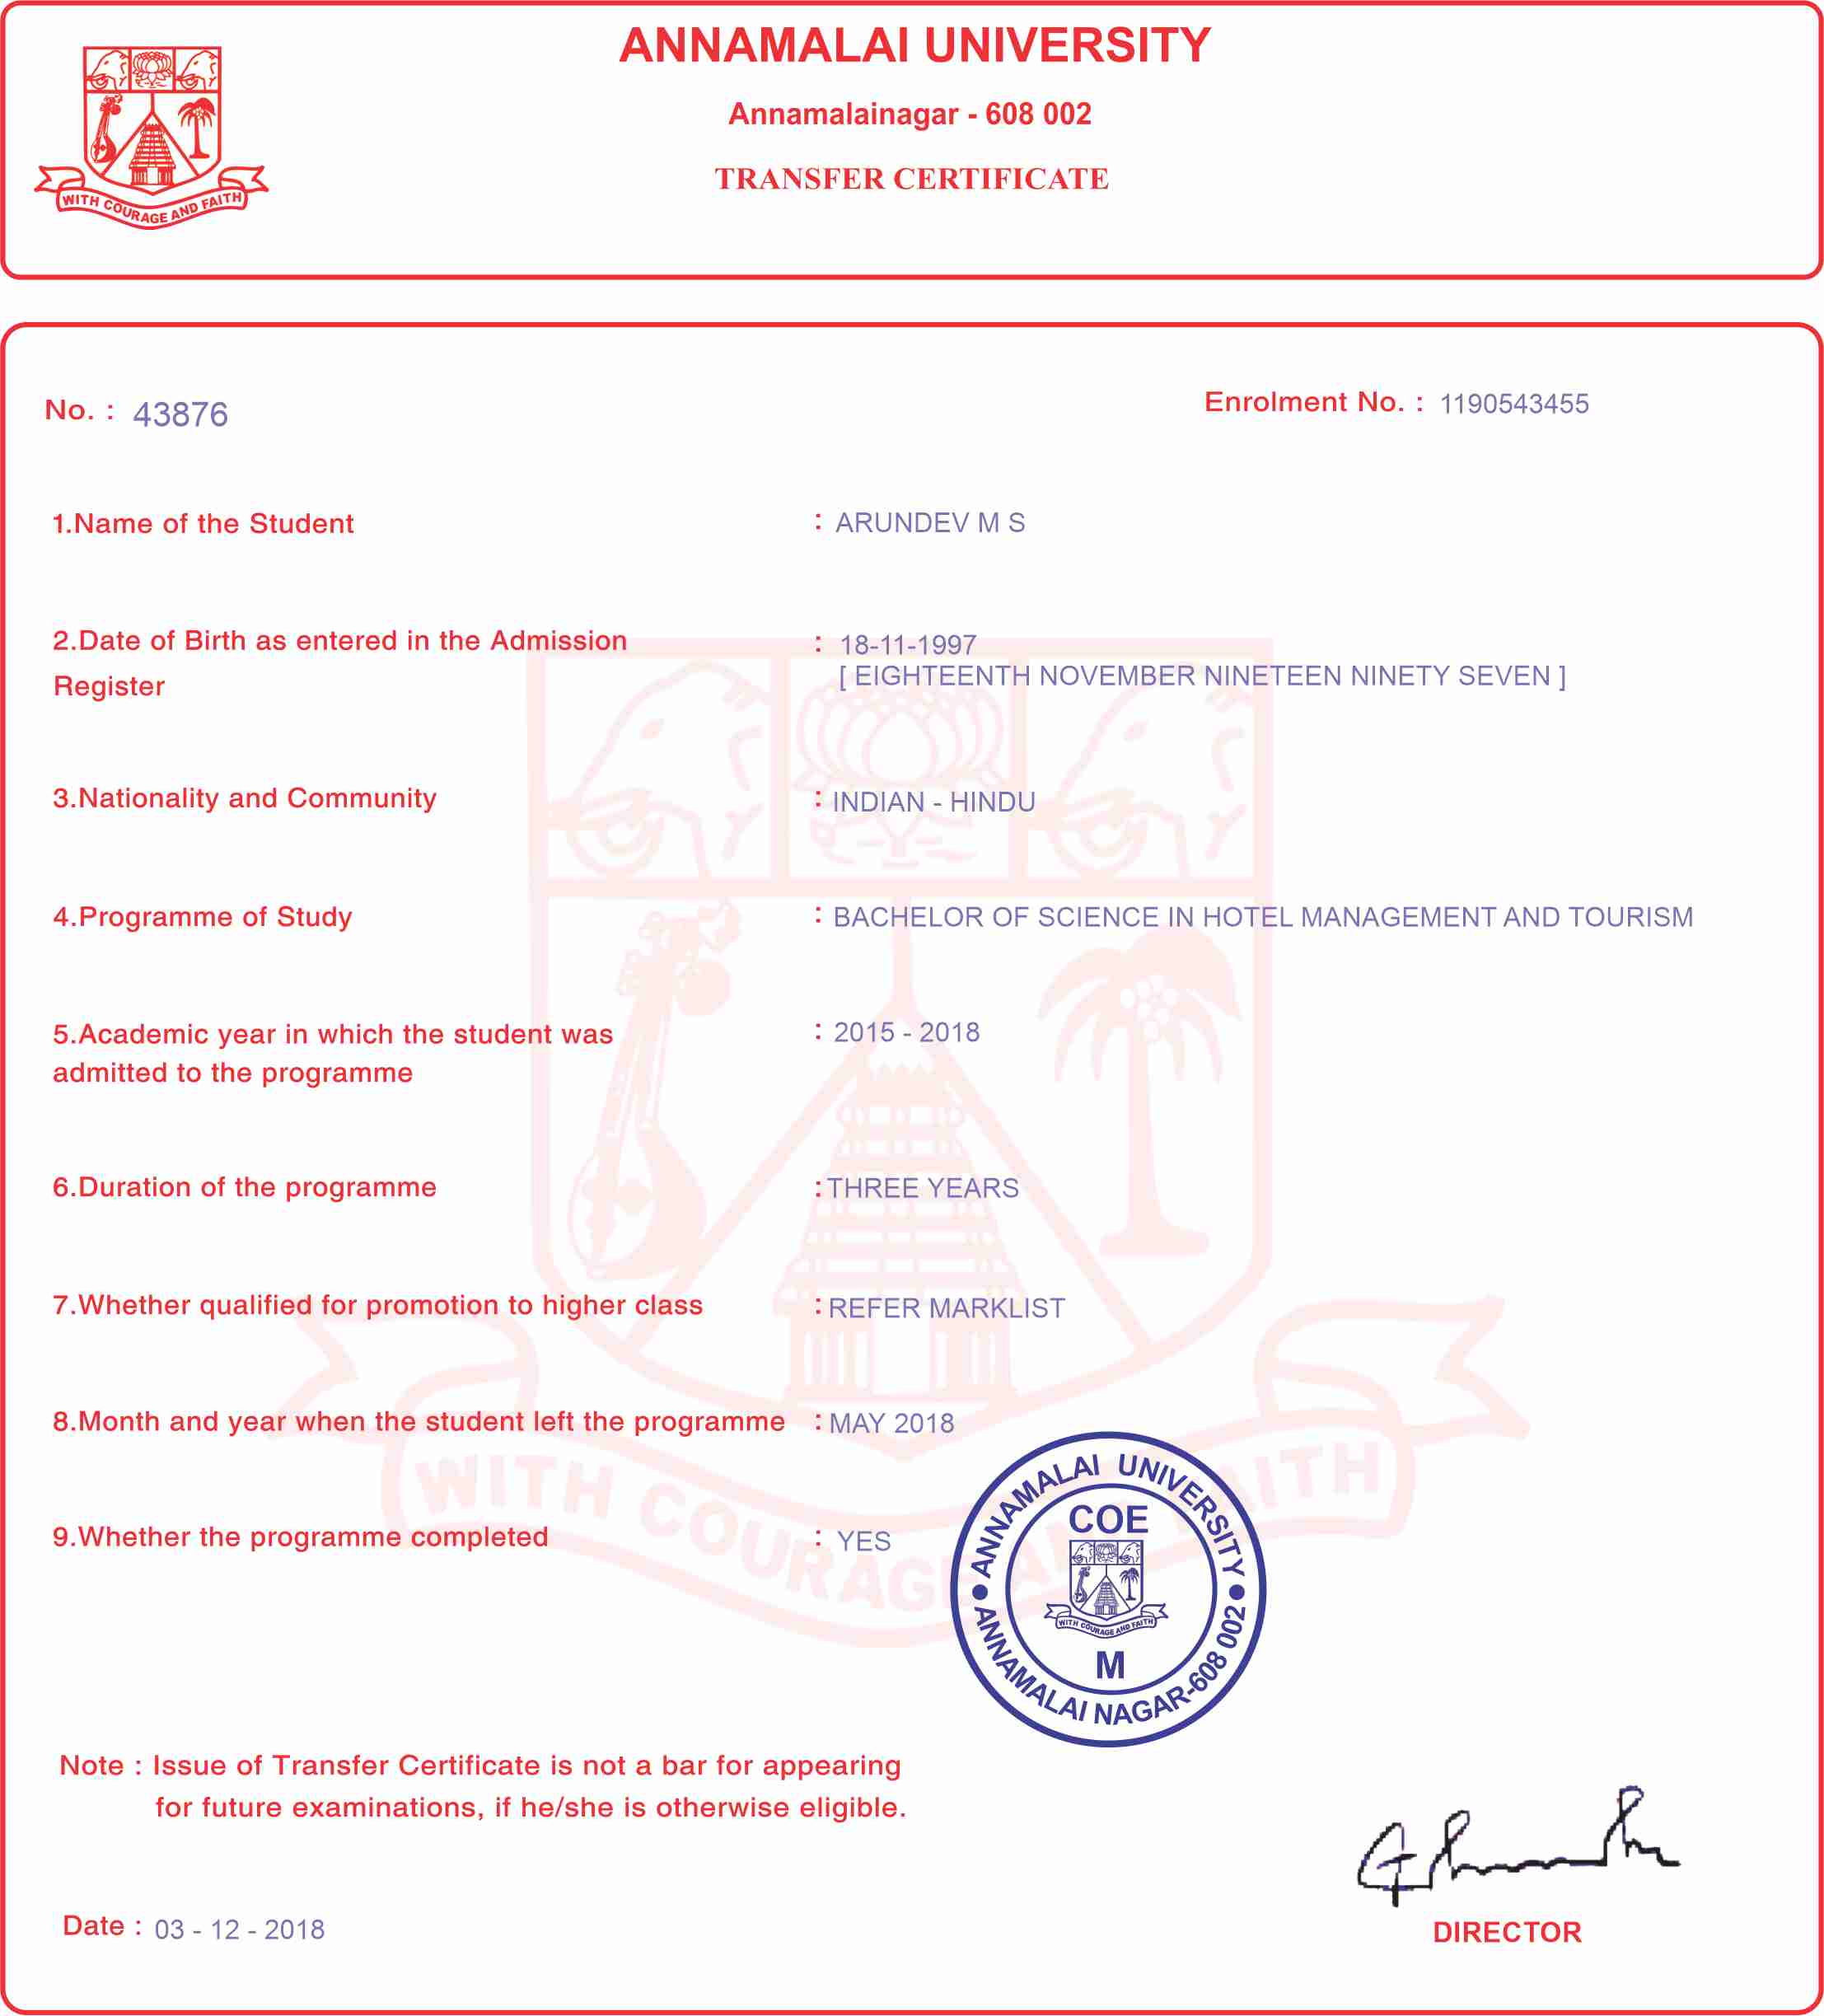 ANNAMALAI UNIVERSITY
Annamalainagar - 608 002
TRANSFER CERTIFICATE
WITH COURAGE AND FAITH
No. : 43876
Enrolment No. : 1190543455
1.Name of the Student : ARUNDEV M S
2.Date of Birth as entered in the Admission : 18-11-1997
Register [ EIGHTEENTH NOVEMBER NINETEEN NINETY SEVEN ]
3.Nationality and Community : INDIAN - HINDU
4.Programme of Study : BACHELOR OF SCIENCE IN HOTEL MANAGEMENT AND TOURISM
5.Academic year in which the student was : 2015 - 2018
admitted to the programme
6.Duration of the programme : THREE YEARS
7.Whether qualified for promotion to higher class : REFER MARKLIST
8.Month and year when the student left the programme : MAY 2018
WITH COURAGE AND FAITH
9.Whether the programme completed : YES
ANNAMALAI UNIVERSITY
COE
WITH COURAGE AND FAITH
M
ANNAMALAI NAGAR-608 002
Note : Issue of Transfer Certificate is not a bar for appearing
for future examinations, if he/she is otherwise eligible.
Date : 03 - 12 - 2018
DIRECTOR